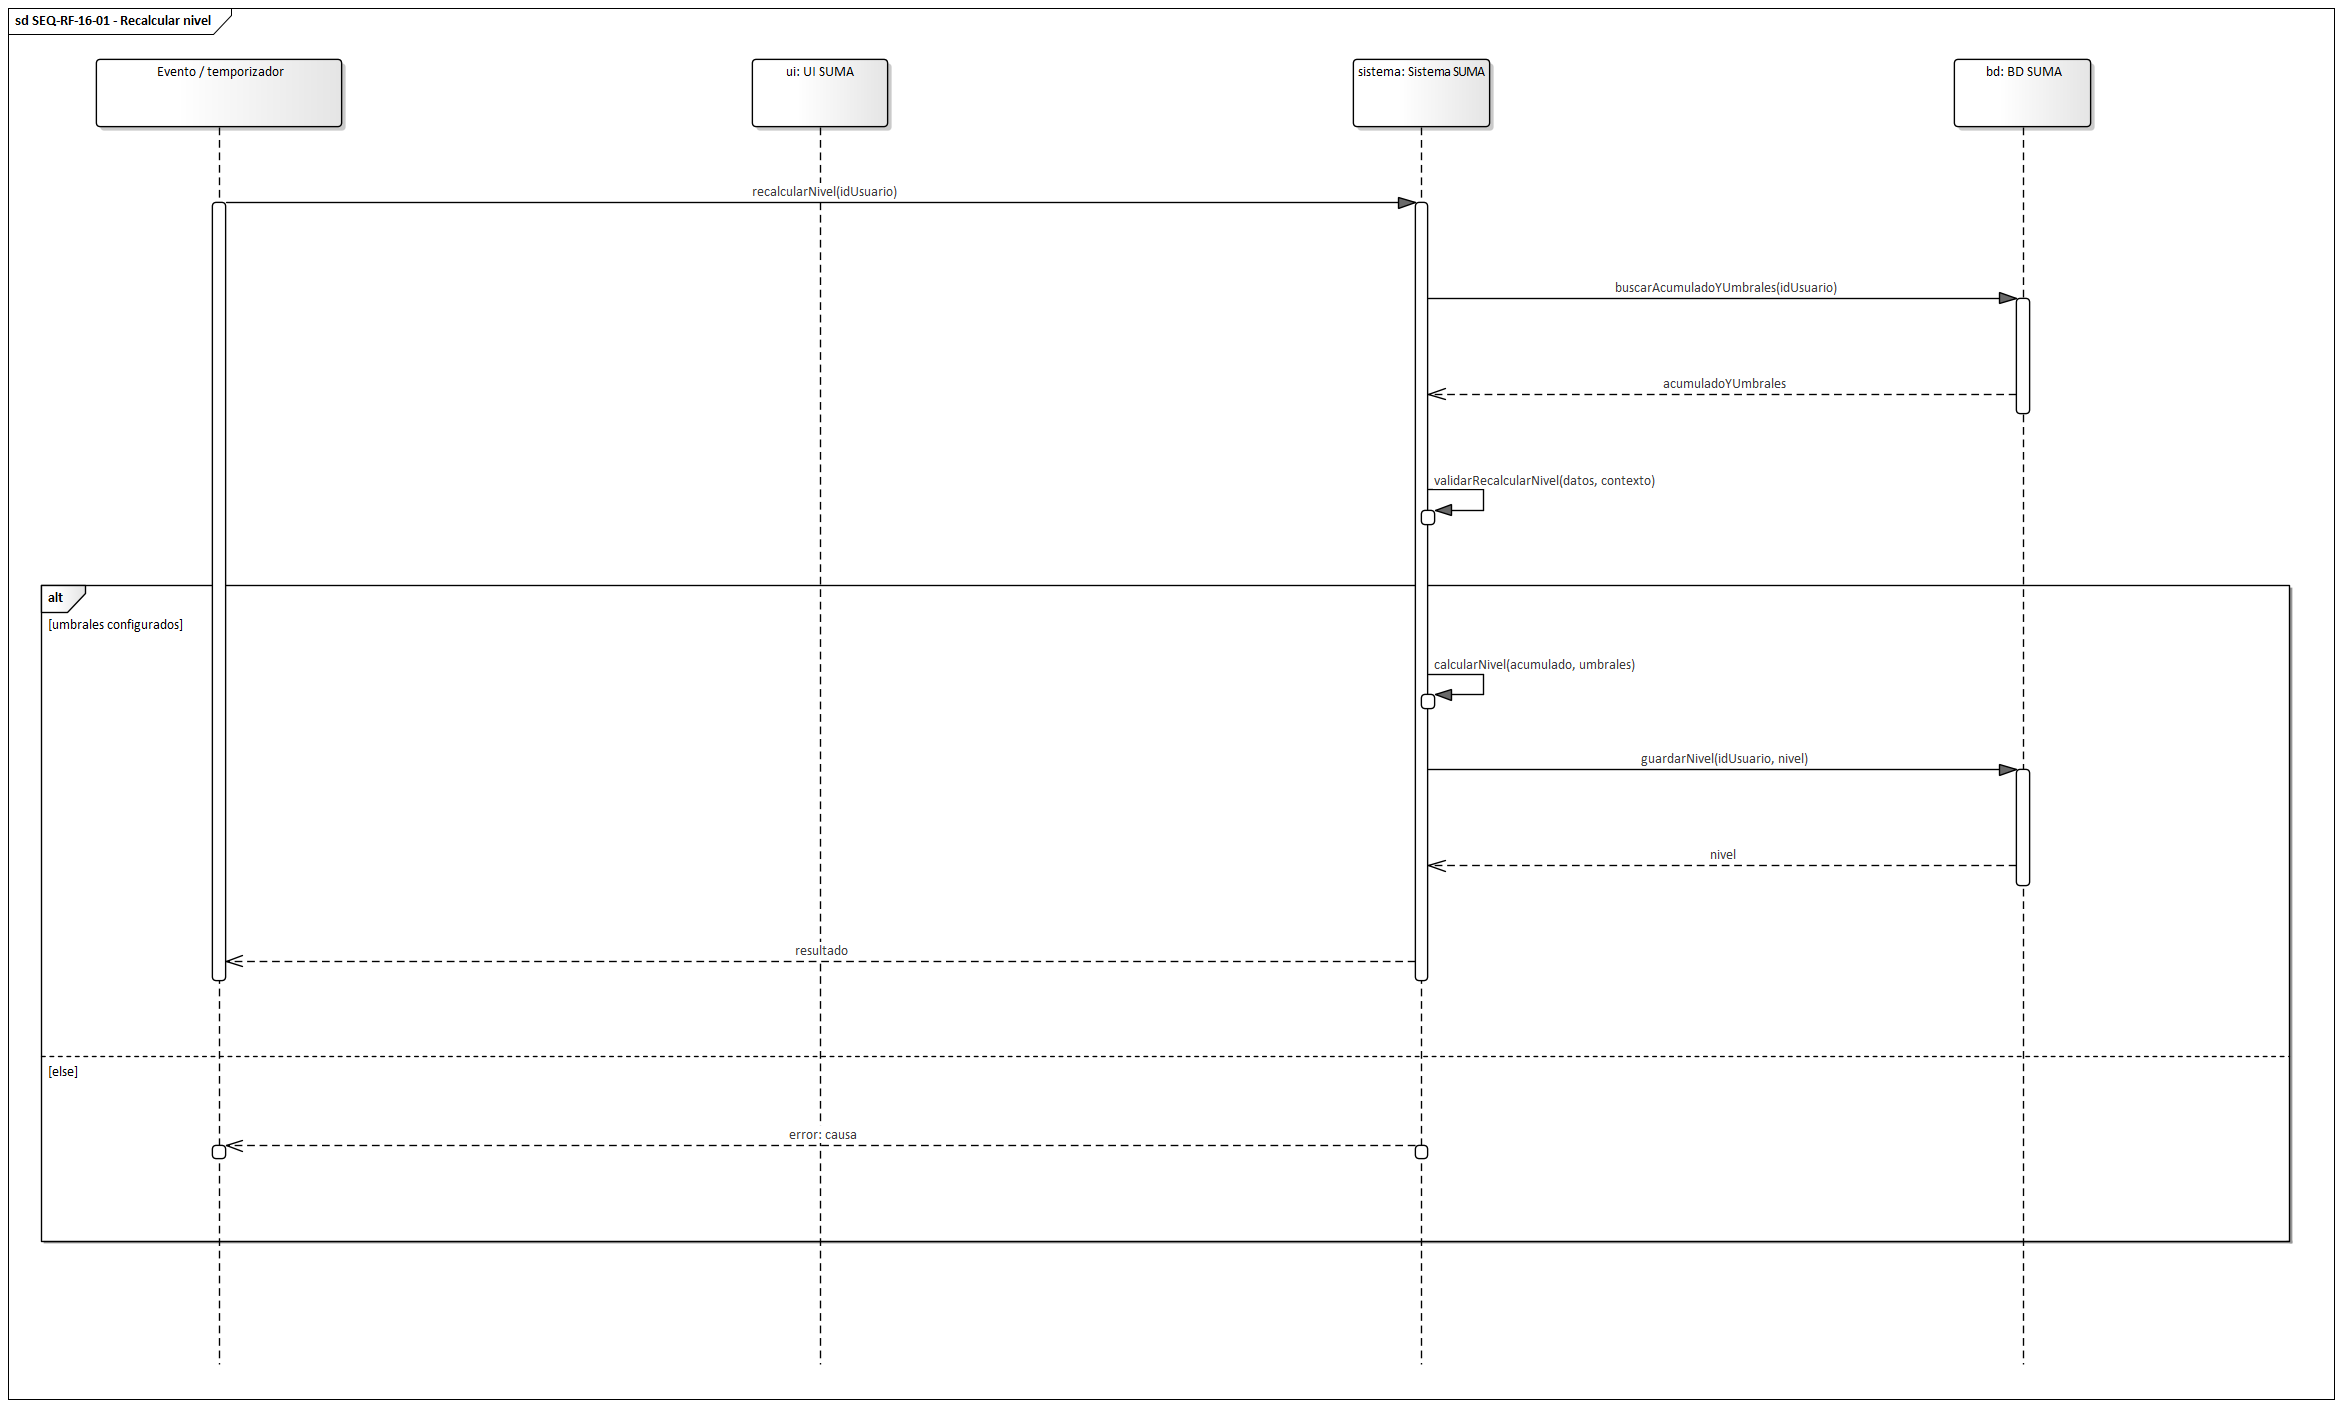 sd SEQ-RF-16-01 - Recalcular nivel
Evento / temporizador
ui: UI SUMA
sistema: Sistema SUMA
bd: BD SUMA
recalcularNivel(idUsuario)
buscarAcumuladoYUmbrales(idUsuario)
acumuladoYUmbrales
validarRecalcularNivel(datos, contexto)
alt
[umbrales configurados]
calcularNivel(acumulado, umbrales)
guardarNivel(idUsuario, nivel)
nivel
resultado
[else]
error: causa